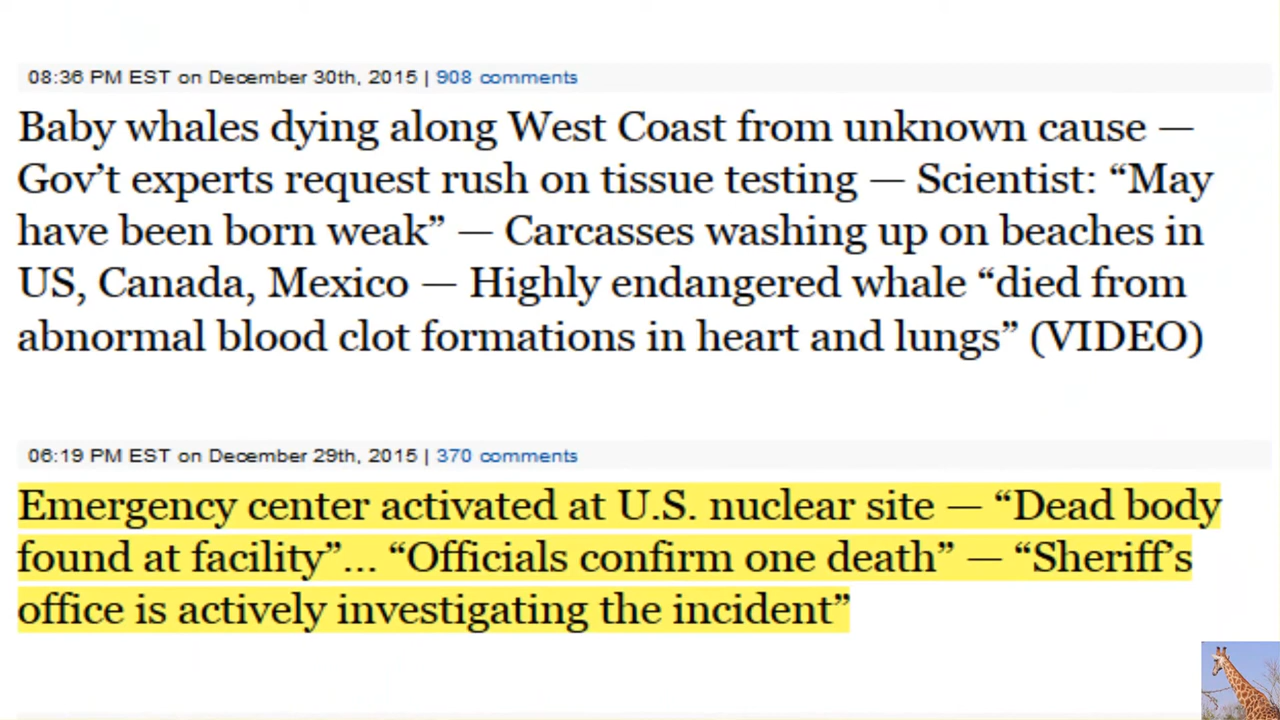 08:36 PM EST on December 30th, 2015 | 908 comments
Baby whales dying along West Coast from unknown cause —
Gov’t experts request rush on tissue testing — Scientist: “May
have been born weak” — Carcasses washing up on beaches in
US, Canada, Mexico — Highly endangered whale “died from
abnormal blood clot formations in heart and lungs” (VIDEO)
06:19 PM EST on December 29th, 2015 | 370 comments
Emergency center activated at U.S. nuclear site — “Dead body
found at facility”… “Officials confirm one death” — “Sheriff’s
office is actively investigating the incident”